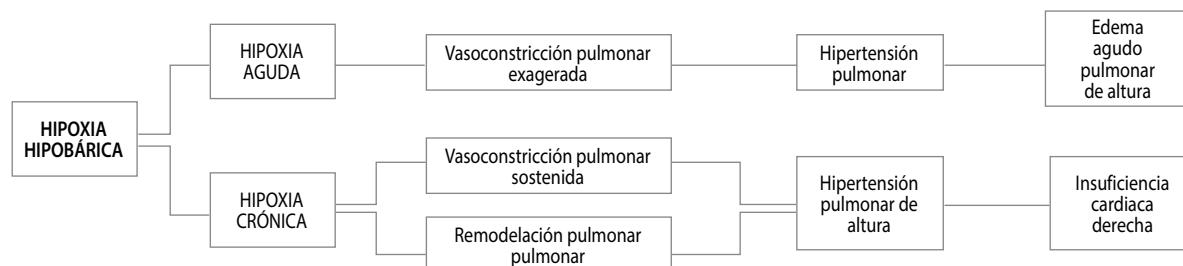 HIPOXIA
HIPOBÁRICA
HIPOXIA
AGUDA
Vasoconstricción pulmonar
exagerada
Hipertensión
pulmonar
Edema
agudo
pulmonar
de altura
HIPOXIA
CRÓNICA
Vasoconstricción pulmonar
sostenida
Remodelación pulmonar
pulmonar
Hipertensión
pulmonar de
altura
Insuficiencia
cardiaca
derecha